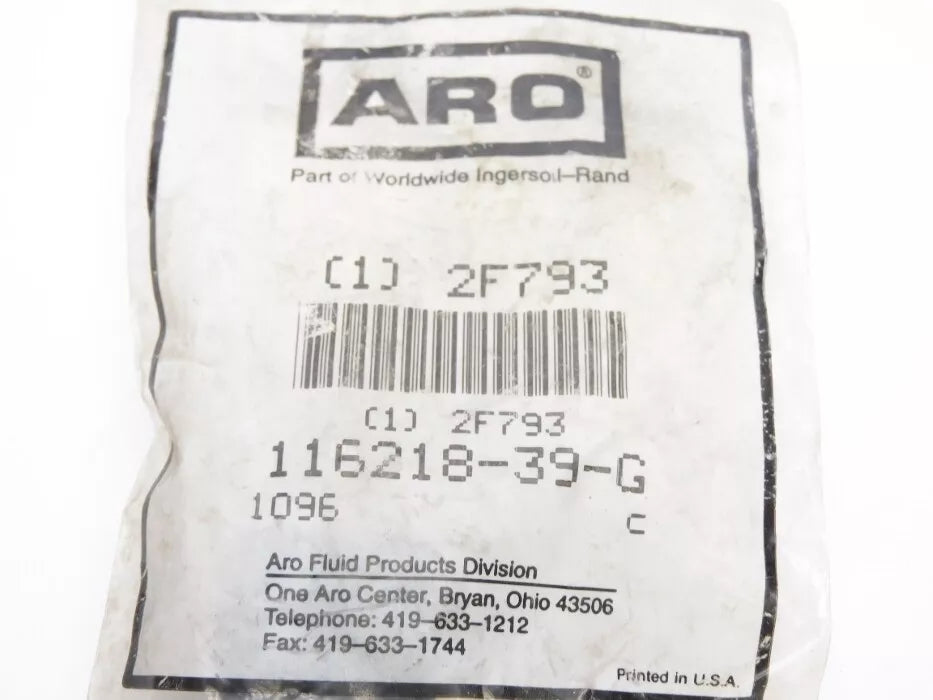 ARO®
Part of Worldwide Ingersoll–Rand
(1) 2F793
(1) 2F793
116218-39-G
1096 C
Aro Fluid Products Division
One Aro Center, Bryan, Ohio 43506
Telephone: 419–633–1212
Fax: 419–633–1744
Printed in U.S.A.